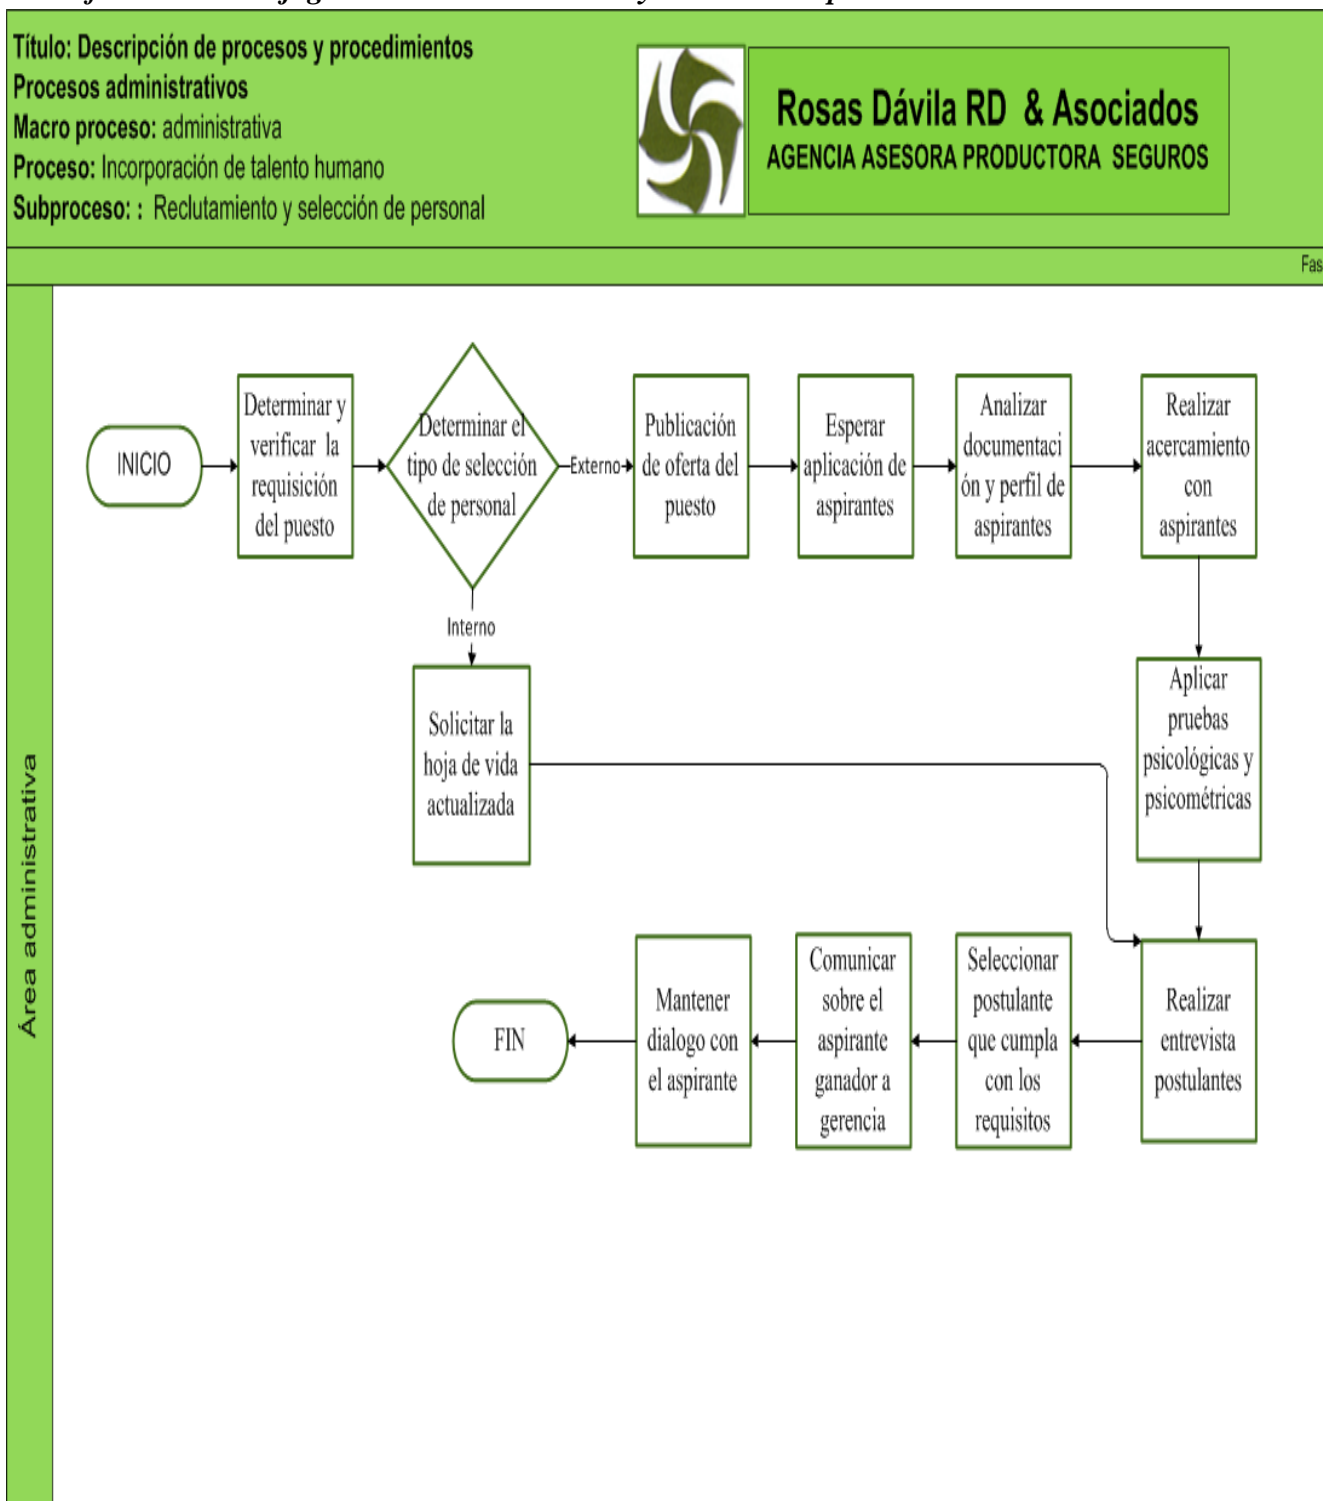 Título: Descripción de procesos y procedimientos
Procesos administrativos
Macro proceso: administrativa
Proceso: Incorporación de talento humano
Subproceso: : Reclutamiento y selección de personal
Rosas Dávila RD & Asociados
AGENCIA ASESORA PRODUCTORA SEGUROS
Fas
Área administrativa
INICIO
Determinar y
verificar la
requisición
del puesto
Determinar el
tipo de selección
de personal
Externo
Publicación
de oferta del
puesto
Esperar
aplicación de
aspirantes
Analizar
documentaci
ón y perfil de
aspirantes
Realizar
acercamiento
con
aspirantes
Interno
Solicitar la
hoja de vida
actualizada
Aplicar
pruebas
psicológicas y
psicométricas
Realizar
entrevista
postulantes
Seleccionar
postulante
que cumpla
con los
requisitos
Comunicar
sobre el
aspirante
ganador a
gerencia
Mantener
dialogo con
el aspirante
FIN